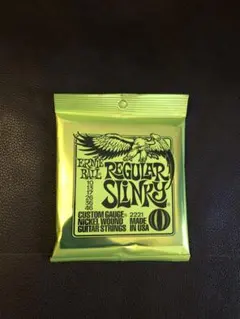 ERNIE
BALL
REGULAR
SLINKY
10
13
17
26
36
46
CUSTOM GAUGE
NICKEL WOUND
GUITAR STRINGS
2221
MADE
IN USA